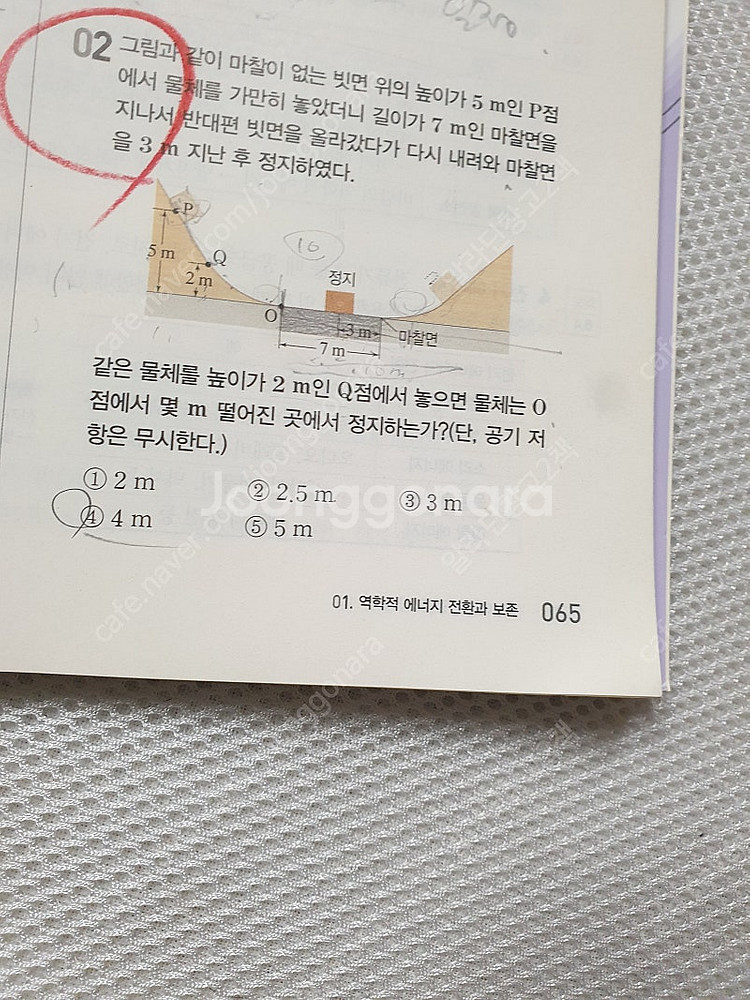 02 그림과 같이 마찰이 없는 빗면 위의 높이가 5 m인 P점
에서 물체를 가만히 놓았더니 길이가 7 m인 마찰면을
지나서 반대편 빗면을 올라갔다가 다시 내려와 마찰면
을 3 m 지난 후 정지하였다.
P
16
5 m
Q
2 m
정지
O
3 m
마찰면
7 m
10m
같은 물체를 높이가 2 m인 Q점에서 놓으면 물체는 O
점에서 몇 m 떨어진 곳에서 정지하는가?(단, 공기 저
항은 무시한다.)
① 2 m
② 2.5 m
③ 3 m
④ 4 m
⑤ 5 m
Joonggonara
01. 역학적 에너지 전환과 보존 065